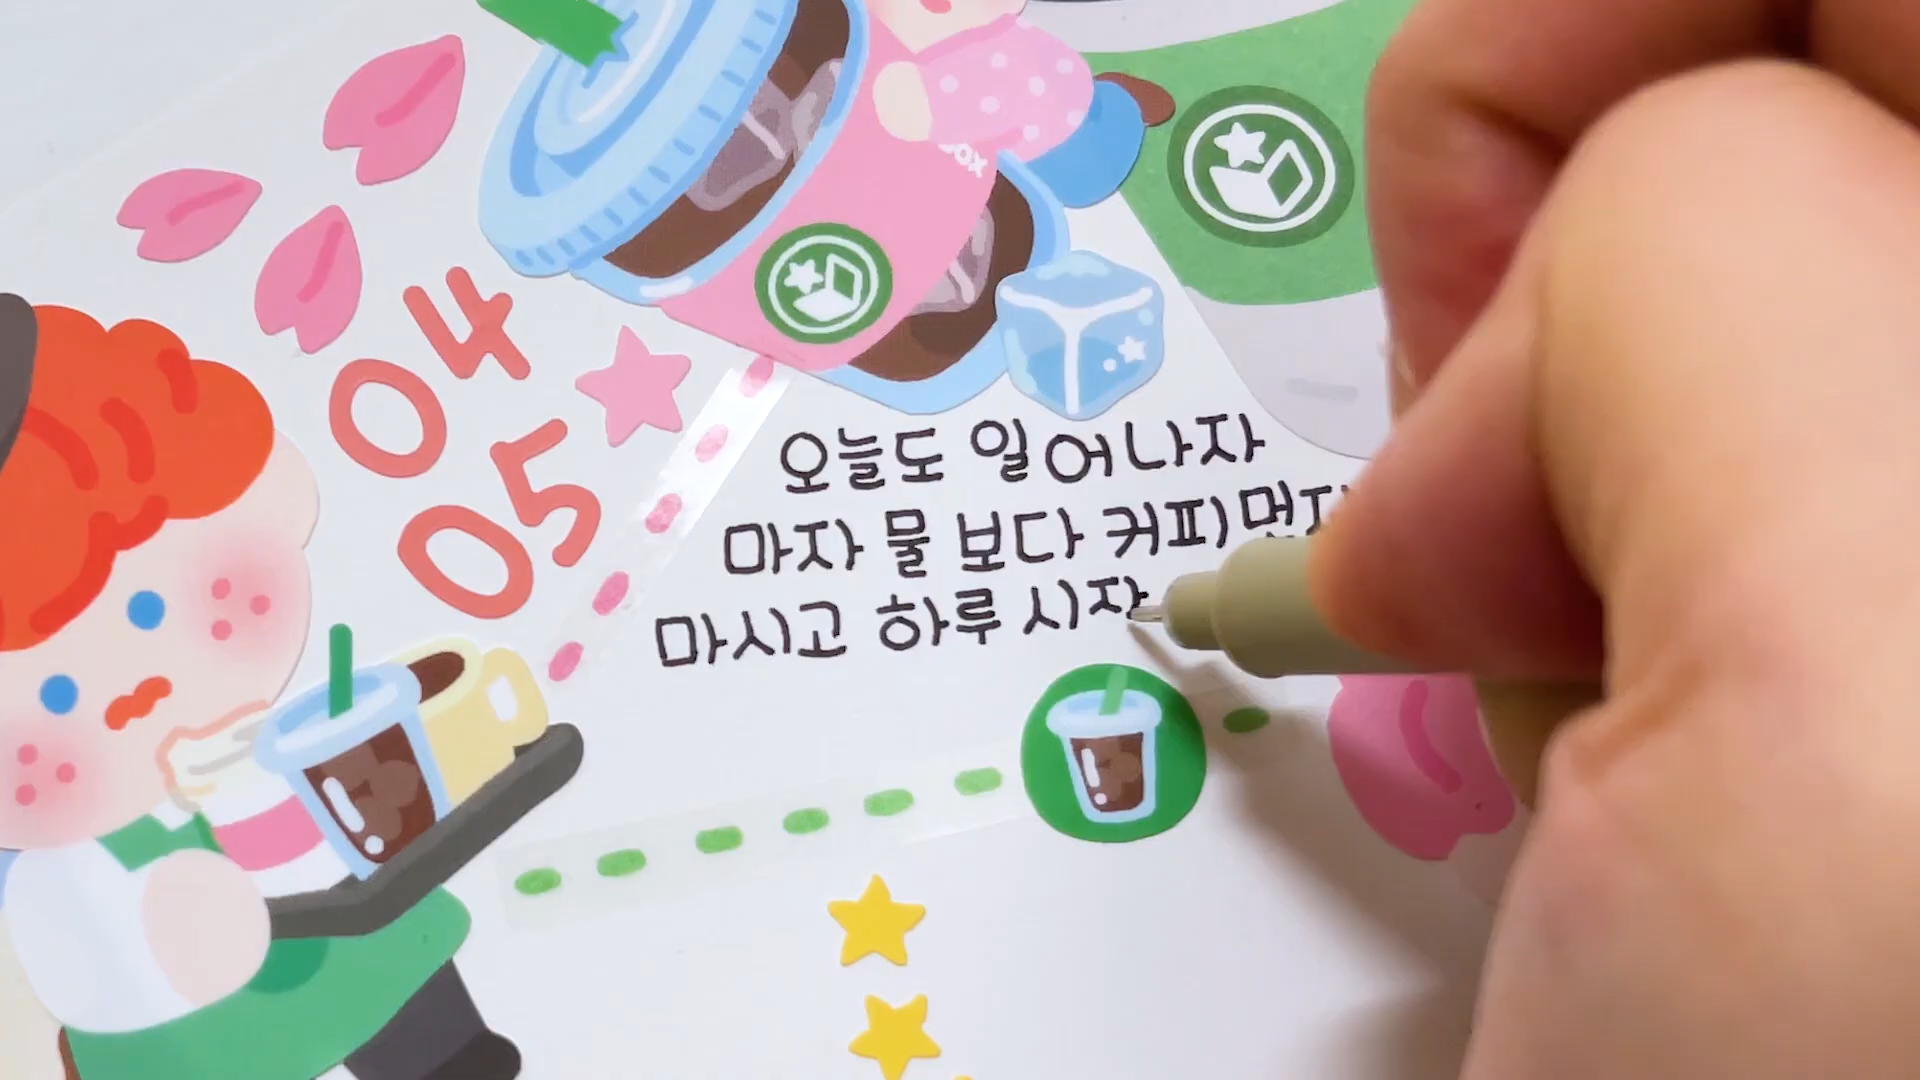 04
05
오늘도 일어나자
마자 물 보다 커피
마시고 하루 시자